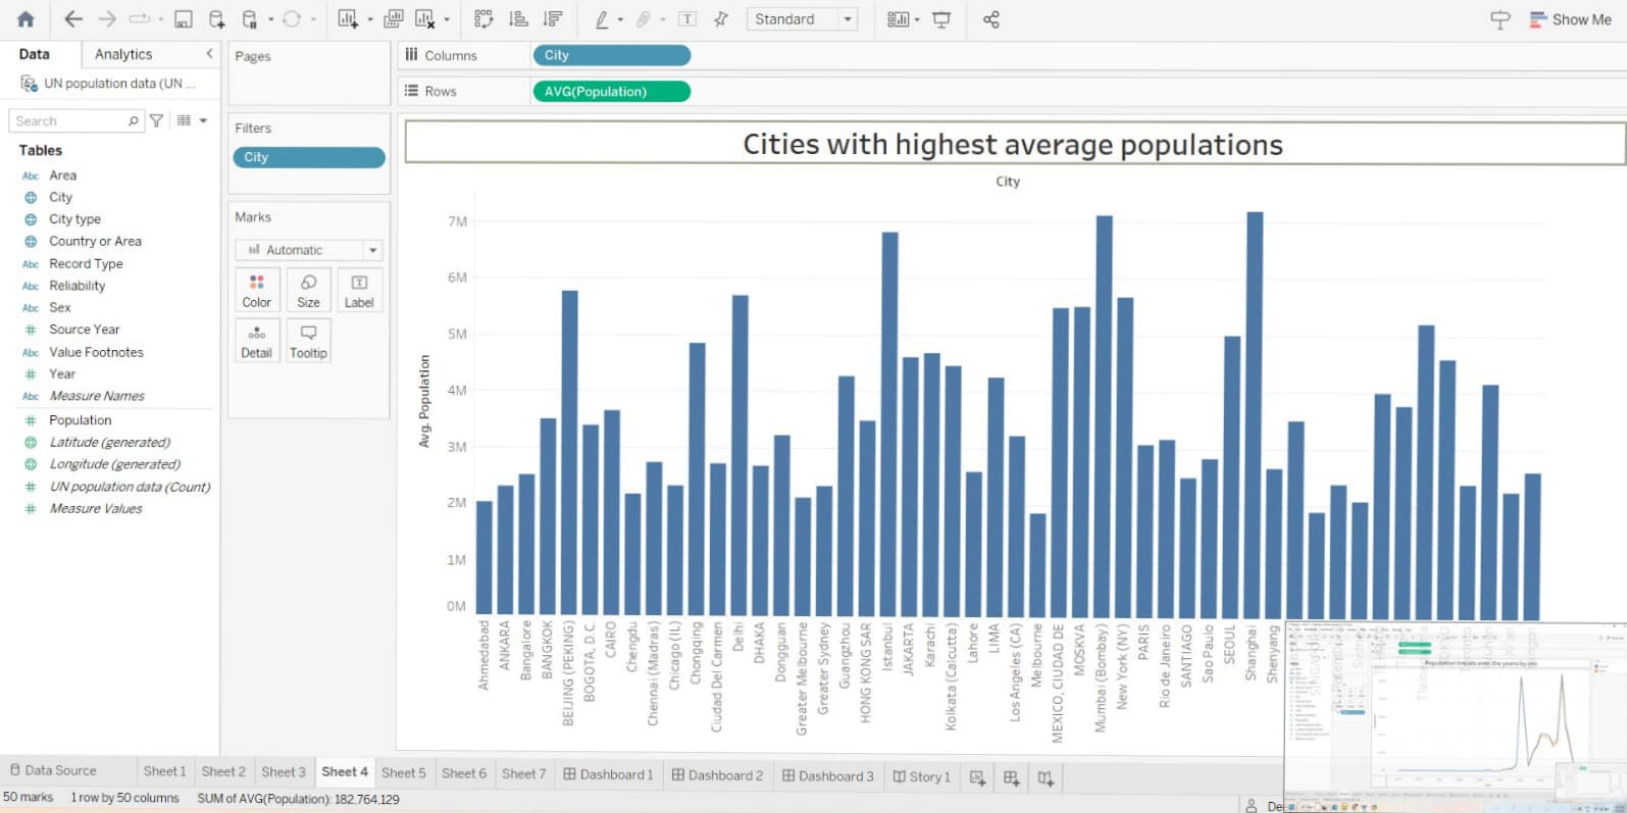 Standard
Show Me
Data
Analytics
Pages
Columns
City
UN population data (UN ...
Rows
AVG(Population)
Search
Filters
City
Cities with highest average populations
Tables
City
Area
City
City type
Country or Area
Record Type
Reliability
Sex
Source Year
Value Footnotes
Year
Measure Names
Population
Latitude (generated)
Longitude (generated)
UN population data (Count)
Measure Values
Marks
Automatic
Color
Size
Label
Detail
Tooltip
Avg. Population
7M
6M
5M
4M
3M
2M
1M
0M
Ahmedabad
ANKARA
Bangalore
BANGKOK
BEIJING (PEKING)
BOGOTA, D.C.
CAIRO
Chengdu
Chennai (Madras)
Chicago (IL)
Chongqing
Ciudad Del Carmen
Delhi
DHAKA
Dongguan
Greater Melbourne
Greater Sydney
Guangzhou
HONG KONG SAR
Istanbul
JAKARTA
Karachi
Kolkata (Calcutta)
Lahore
LIMA
Los Angeles (CA)
Melbourne
MEXICO, CIUDAD DE
MOSKVA
Mumbai (Bombay)
New York (NY)
PARIS
Rio de Janeiro
SANTIAGO
Sao Paulo
SEOUL
Shanghai
Shenyang
Population trends over the years by sex
Data Source
Sheet 1
Sheet 2
Sheet 3
Sheet 4
Sheet 5
Sheet 6
Sheet 7
Dashboard 1
Dashboard 2
Dashboard 3
Story 1
50 marks
1 row by 50 columns
SUM of AVG(Population): 182,764,129